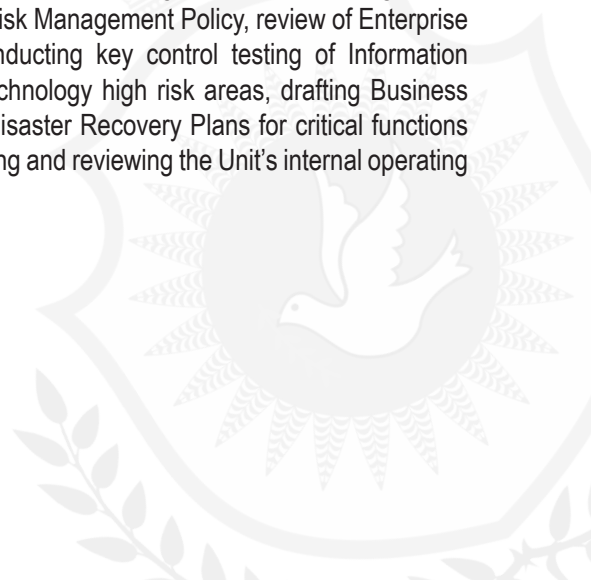 isk Management Policy, review of Enterprise
nducting key control testing of Information
chnology high risk areas, drafting Business
isaster Recovery Plans for critical functions
ng and reviewing the Unit's internal operating